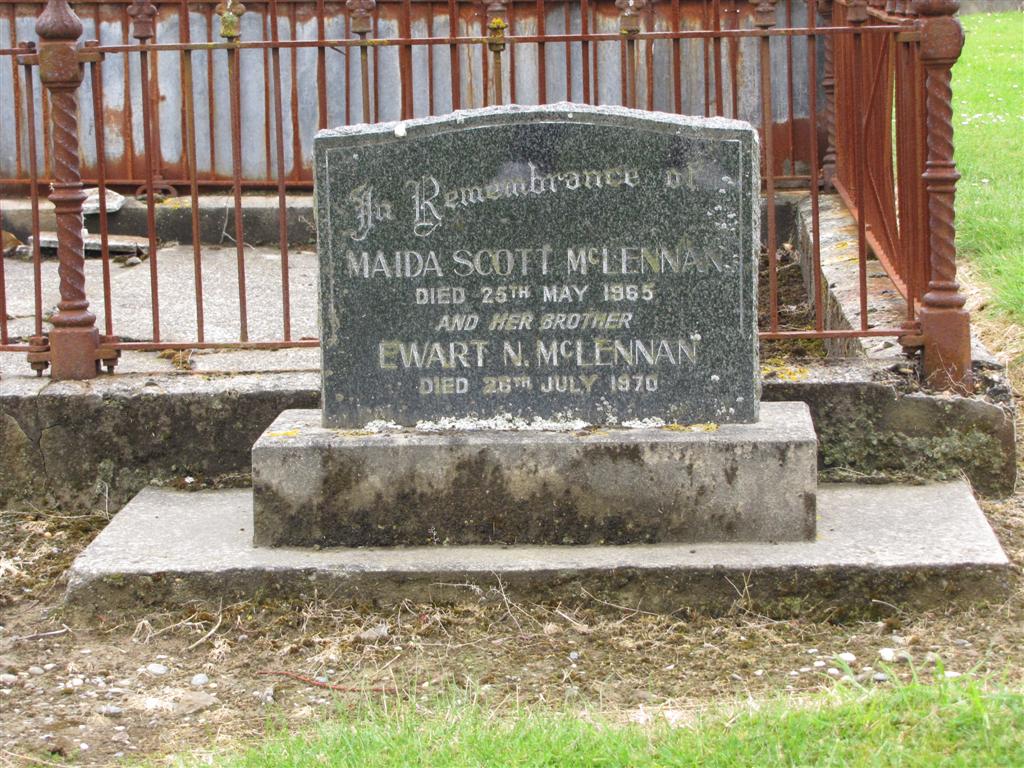 In Remembrance of
MAIDA SCOTT McLENNAN
DIED 25TH MAY 1965
AND HER BROTHER
EWART N. McLENNAN
DIED 26TH JULY 1970